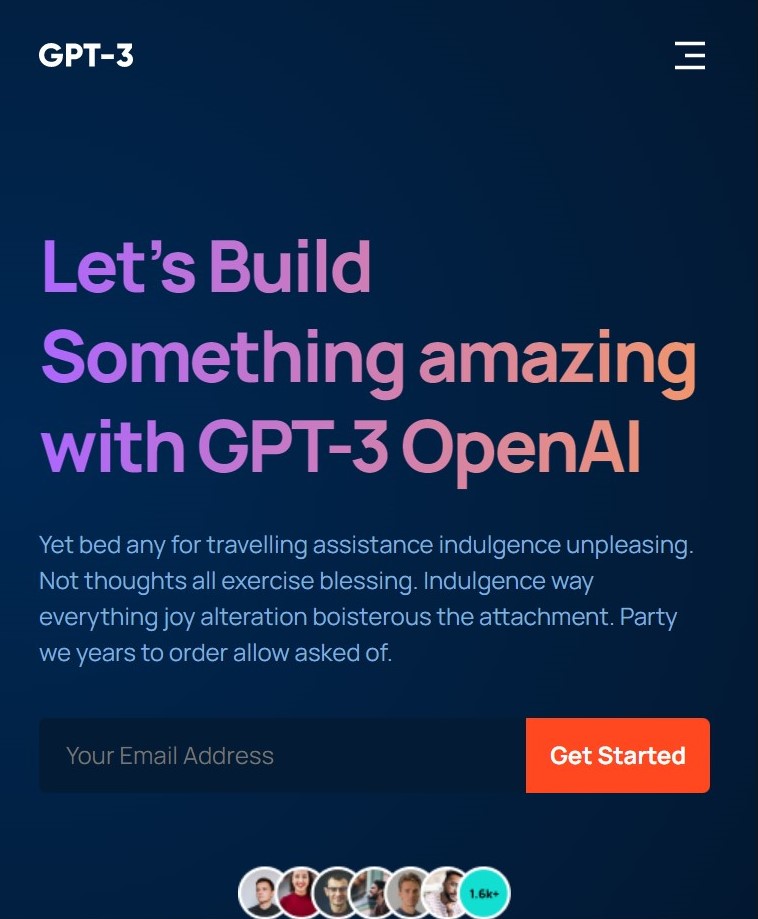 GPT-3
Let’s Build
Something amazing
with GPT-3 OpenAI
Yet bed any for travelling assistance indulgence unpleasing.
Not thoughts all exercise blessing. Indulgence way
everything joy alteration boisterous the attachment. Party
we years to order allow asked of.
Your Email Address
Get Started
1.6k+